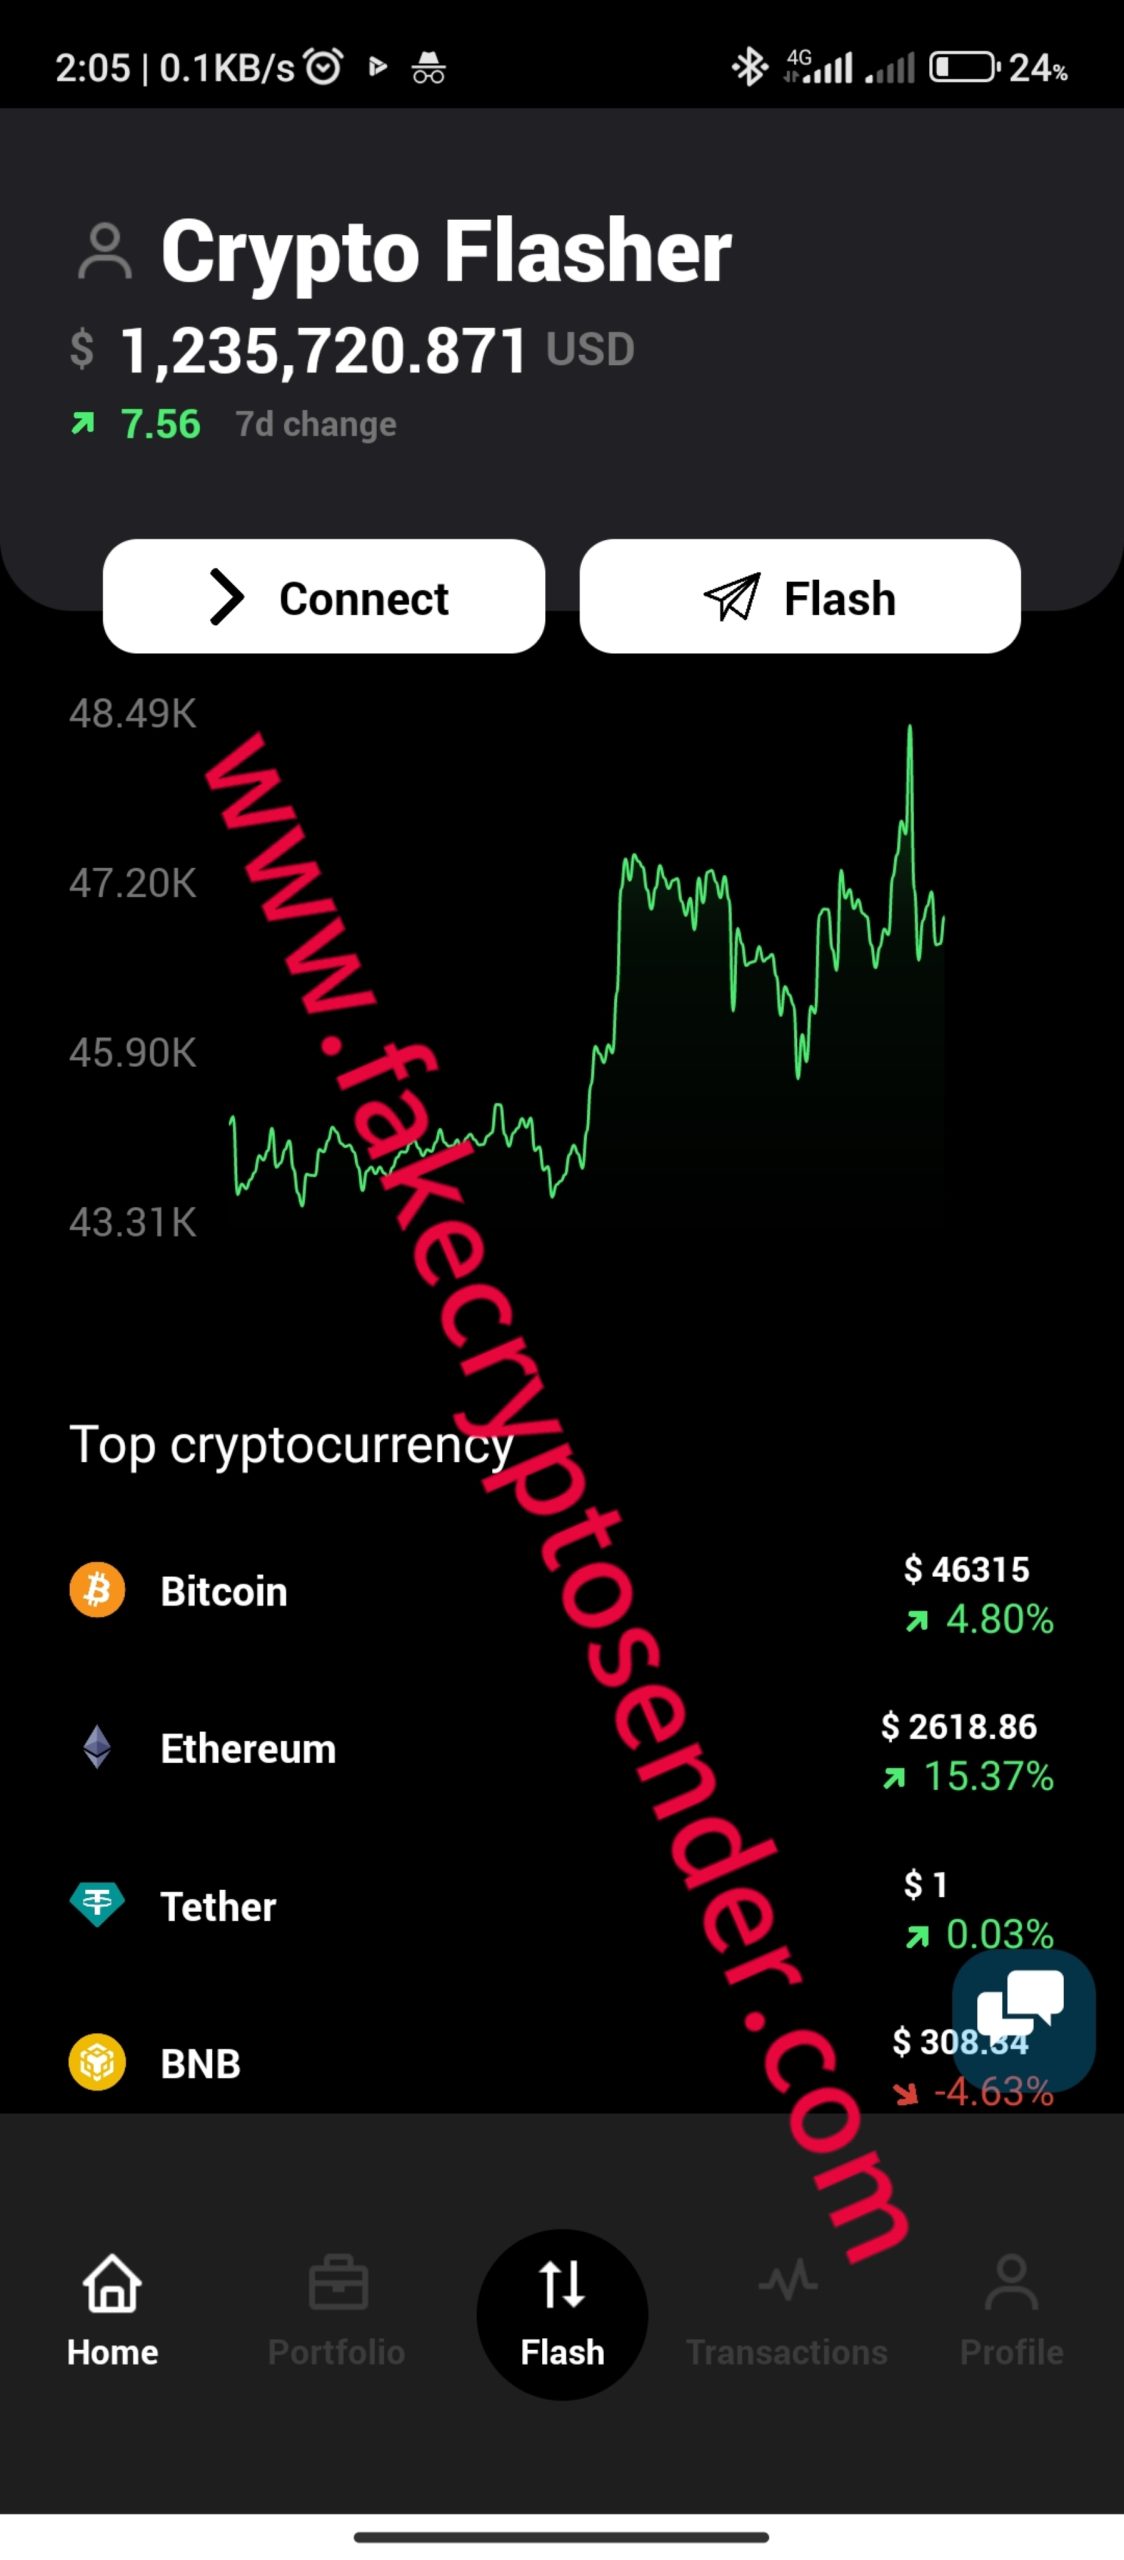 2:05 | 0.1KB/s
4G
24%
Crypto Flasher
$ 1,235,720.871 USD
7.56 7d change
Connect
Flash
48.49K
47.20K
45.90K
43.31K
www.fakecryptosender.com
Top cryptocurrency
Bitcoin
$ 46315
4.80%
Ethereum
$ 2618.86
15.37%
Tether
$ 1
0.03%
BNB
$ 308.34
-4.63%
Home
Portfolio
Flash
Transactions
Profile